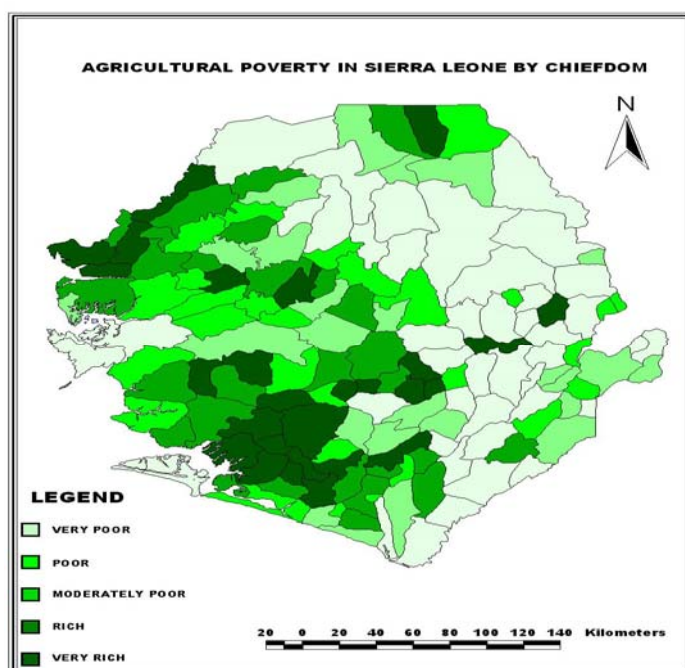 AGRICULTURAL POVERTY IN SIERRA LEONE BY CHIEFDOM
N
LEGEND
VERY POOR
POOR
MODERATELY POOR
RICH
VERY RICH
20 0 20 40 60 80 100 120 140 Kilometers